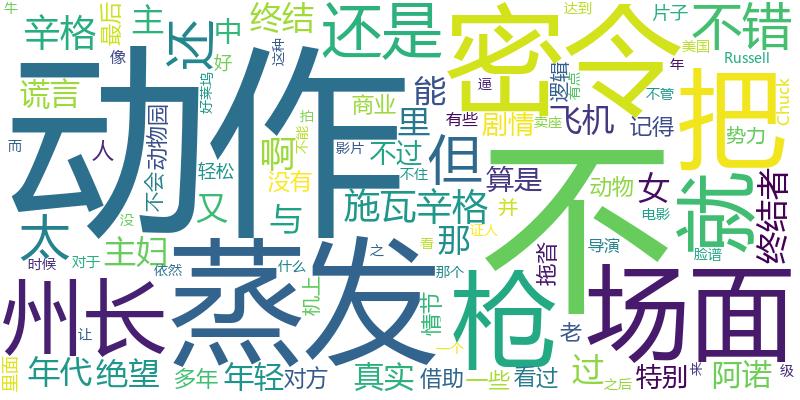 牛
辛格
最后
主
还
中
终结
还是
密令
片子
不错
达到
美国
Russell
年
像
好莱坞
好
这种
谎言
动作
商业
能
逼
逻辑
有点
不管
Chuck
把
而
人
不会
动物园
啊
不能
拍
里
有些
剧情
卖座
飞机
记得
势力
轻松
没有
影片
不过
但
算是
不
动物
女
就
终结者
太
没
又
与
不住
施瓦辛格
那
并
电影
时候
对于
主妇
依然
蒸发
之
什么
看
那个
证人
拖沓
导演
脸谱
州长
让
机上
情节
枪
场面
里面
年代
绝望
多年
年轻
对方
真实
借助
一个
一些
看过
老
过
之后
特别
阿诺
来
级